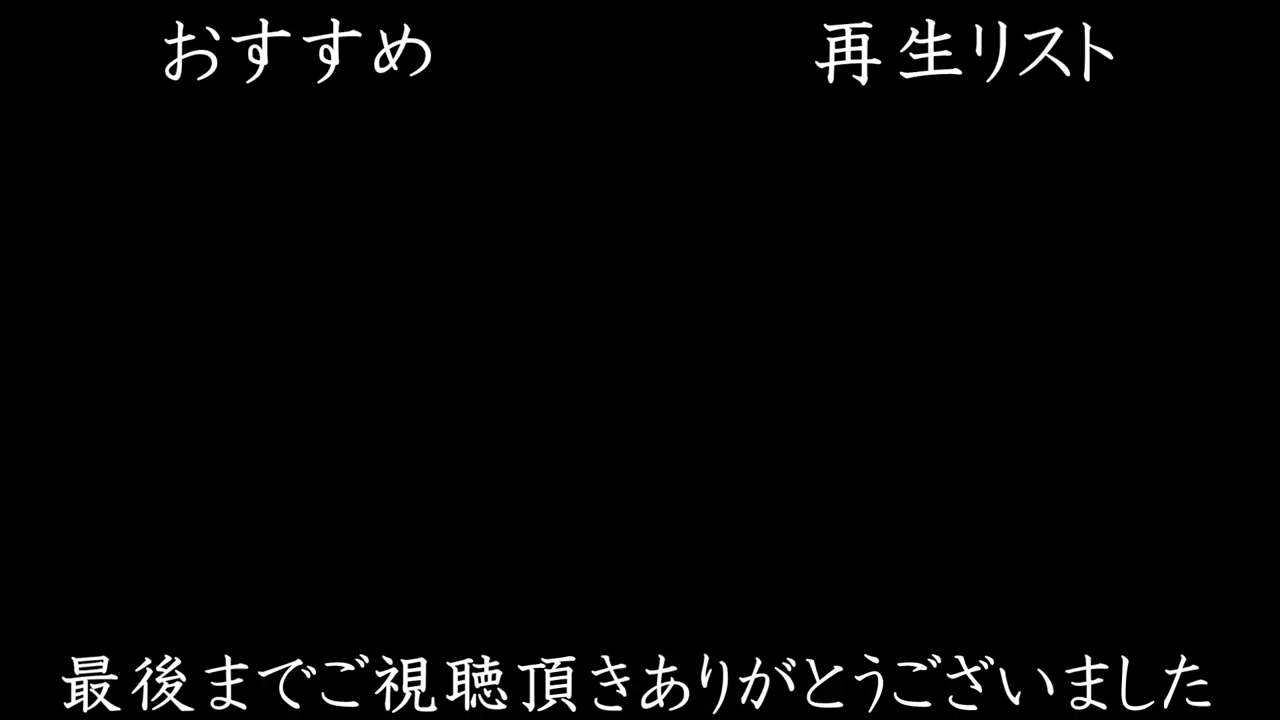 おすすめ
再生リスト
最後までご視聴頂きありがとうございました